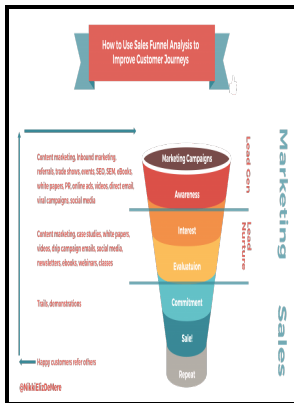 How to Use Sales Funnel Analysis to
Improve Customer Journeys
Marketing Campaigns
Awareness
Interest
Evaluatuion
Commitment
Sale!
Repeat
Content marketing, inbound marketing,
referrals, trade shows, events, SEO, SEM, eBooks,
white papers, PR, online ads, videos, direct email,
viral campaigns, social media
Content marketing, case studies, white papers,
videos, drip campaign emails, social media,
newsletters, ebooks, webinars, classes
Trails, demonstrations
Happy customers refer others
@NikkiElizDeMere
Lead Gen
Lead
Nurture
Marketing
Sales